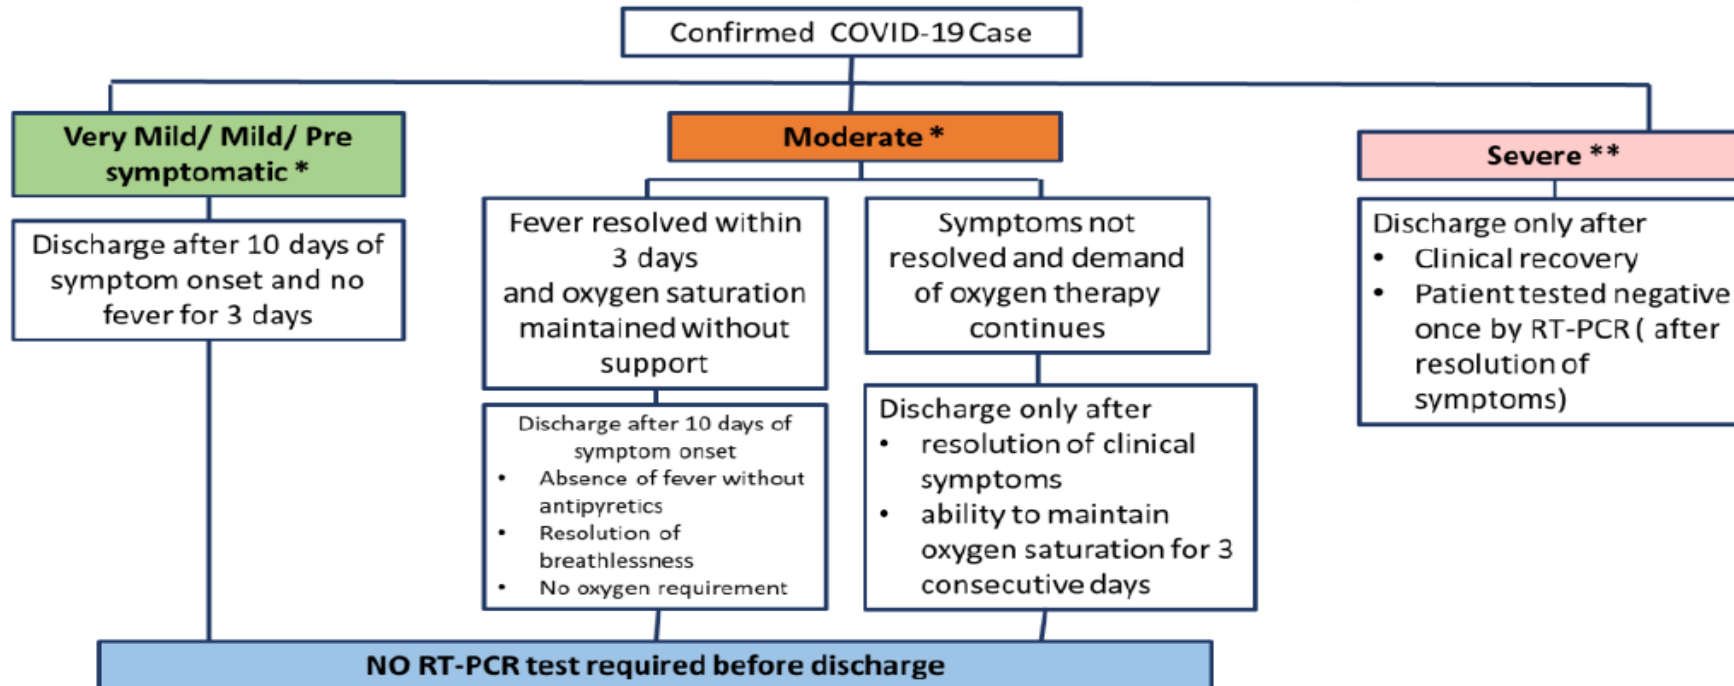 Confirmed COVID-19 Case
Very Mild/ Mild/ Pre
symptomatic *
Discharge after 10 days of
symptom onset and no
fever for 3 days
Moderate *
Fever resolved within
3 days
and oxygen saturation
maintained without
support
Discharge after 10 days of
symptom onset
• Absence of fever without
antipyretics
• Resolution of
breathlessness
• No oxygen requirement
Symptoms not
resolved and demand
of oxygen therapy
continues
Discharge only after
• resolution of clinical
symptoms
• ability to maintain
oxygen saturation for 3
consecutive days
Severe **
Discharge only after
• Clinical recovery
• Patient tested negative
once by RT-PCR ( after
resolution of
symptoms)
NO RT-PCR test required before discharge